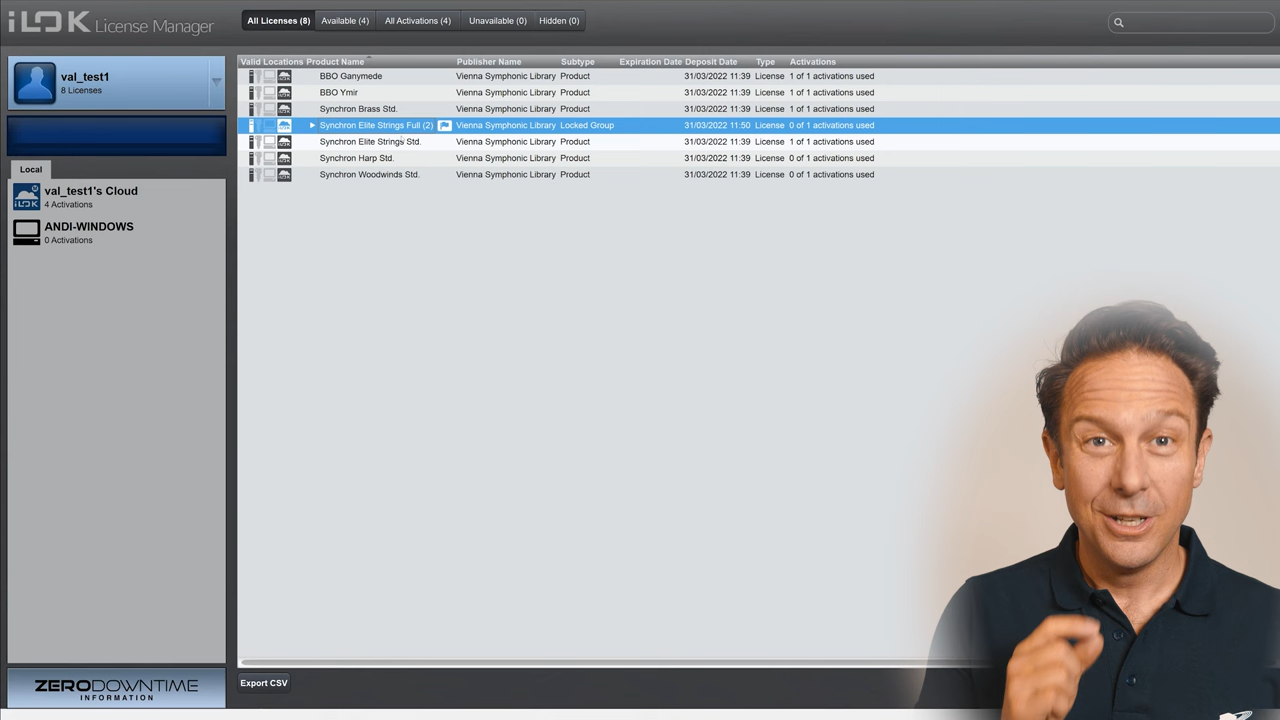 iLOK License Manager
All Licenses (8) Available (4) All Activations (4) Unavailable (0) Hidden (0)
val_test1
8 Licenses
Local
val_test1's Cloud
4 Activations
ANDI-WINDOWS
0 Activations
Valid Locations Product Name Publisher Name Subtype Expiration Date Deposit Date Type Activations
BBO Ganymede Vienna Symphonic Library Product 31/03/2022 11:39 License 1 of 1 activations used
BBO Ymir Vienna Symphonic Library Product 31/03/2022 11:39 License 1 of 1 activations used
Synchron Brass Std. Vienna Symphonic Library Product 31/03/2022 11:39 License 1 of 1 activations used
Synchron Elite Strings Full (2) Vienna Symphonic Library Locked Group 31/03/2022 11:50 License 0 of 1 activations used
Synchron Elite Strings Std. Vienna Symphonic Library Product 31/03/2022 11:39 License 1 of 1 activations used
Synchron Harp Std. Vienna Symphonic Library Product 31/03/2022 11:39 License 0 of 1 activations used
Synchron Woodwinds Std. Vienna Symphonic Library Product 31/03/2022 11:39 License 0 of 1 activations used
ZERODOWNTIME
INFORMATION
Export CSV